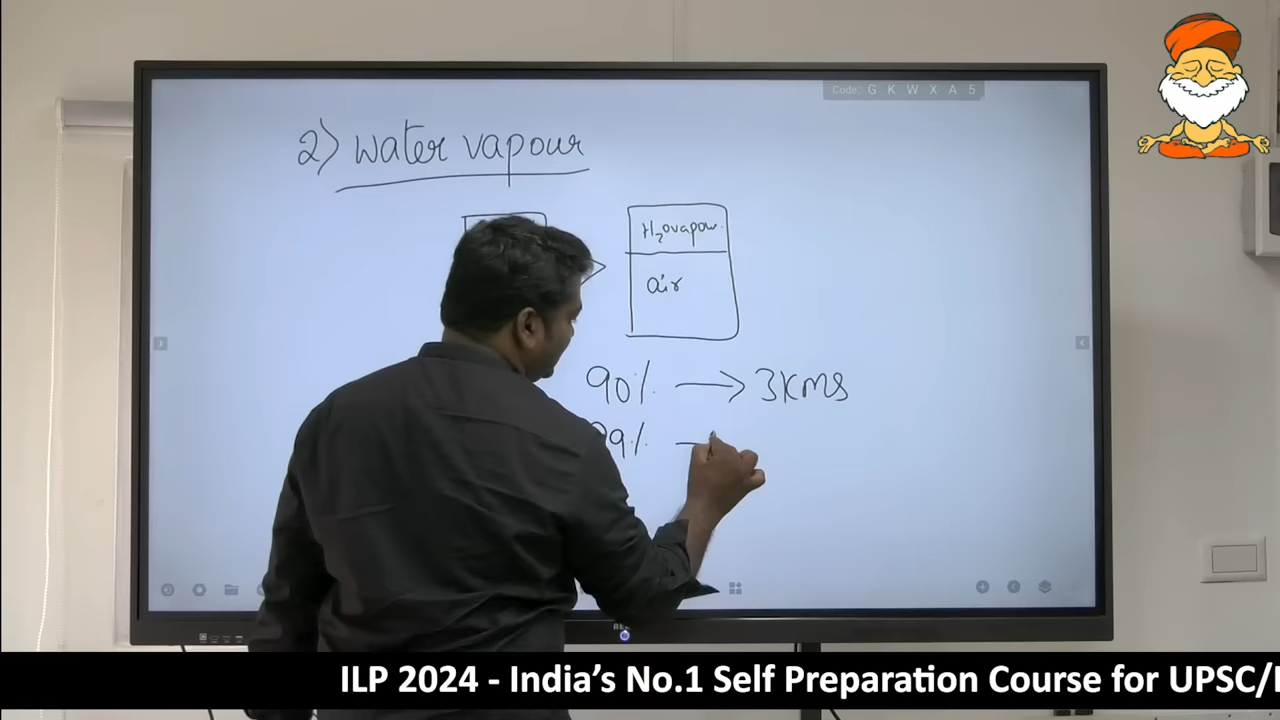 Code: G K W X A 5
2) water vapour
H₂O vapour
air
90% → 3Kms
99% →
ILP 2024 - India's No.1 Self Preparation Course for UPSC/